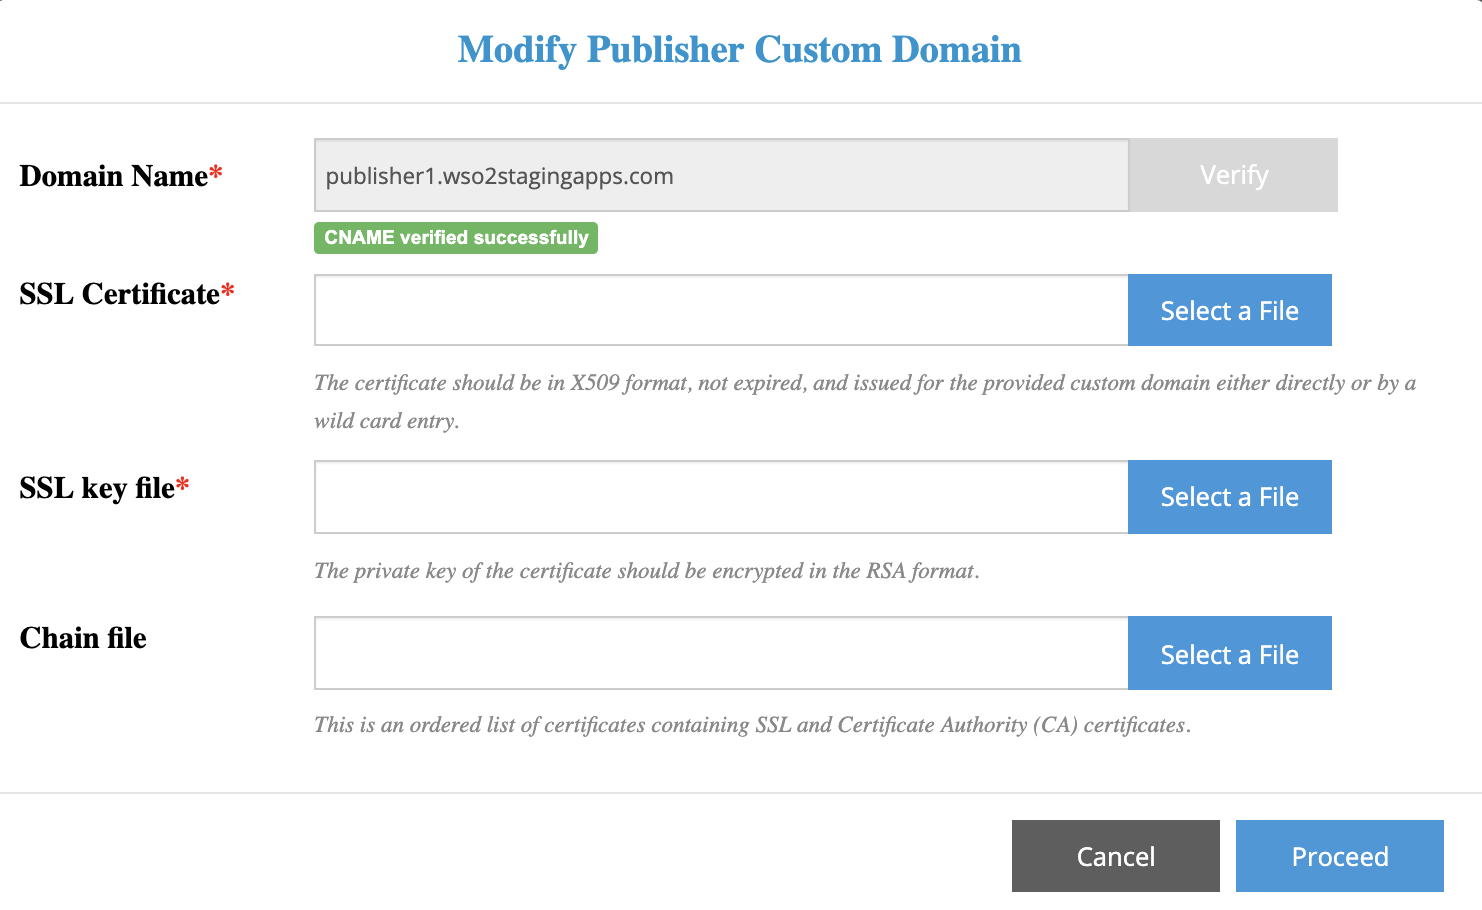 Modify Publisher Custom Domain
Domain Name*
publisher1.wso2stagingapps.com
Verify
CNAME verified successfully
SSL Certificate*
Select a File
The certificate should be in X509 format, not expired, and issued for the provided custom domain either directly or by a
wild card entry.
SSL key file*
Select a File
The private key of the certificate should be encrypted in the RSA format.
Chain file
Select a File
This is an ordered list of certificates containing SSL and Certificate Authority (CA) certificates.
Cancel
Proceed